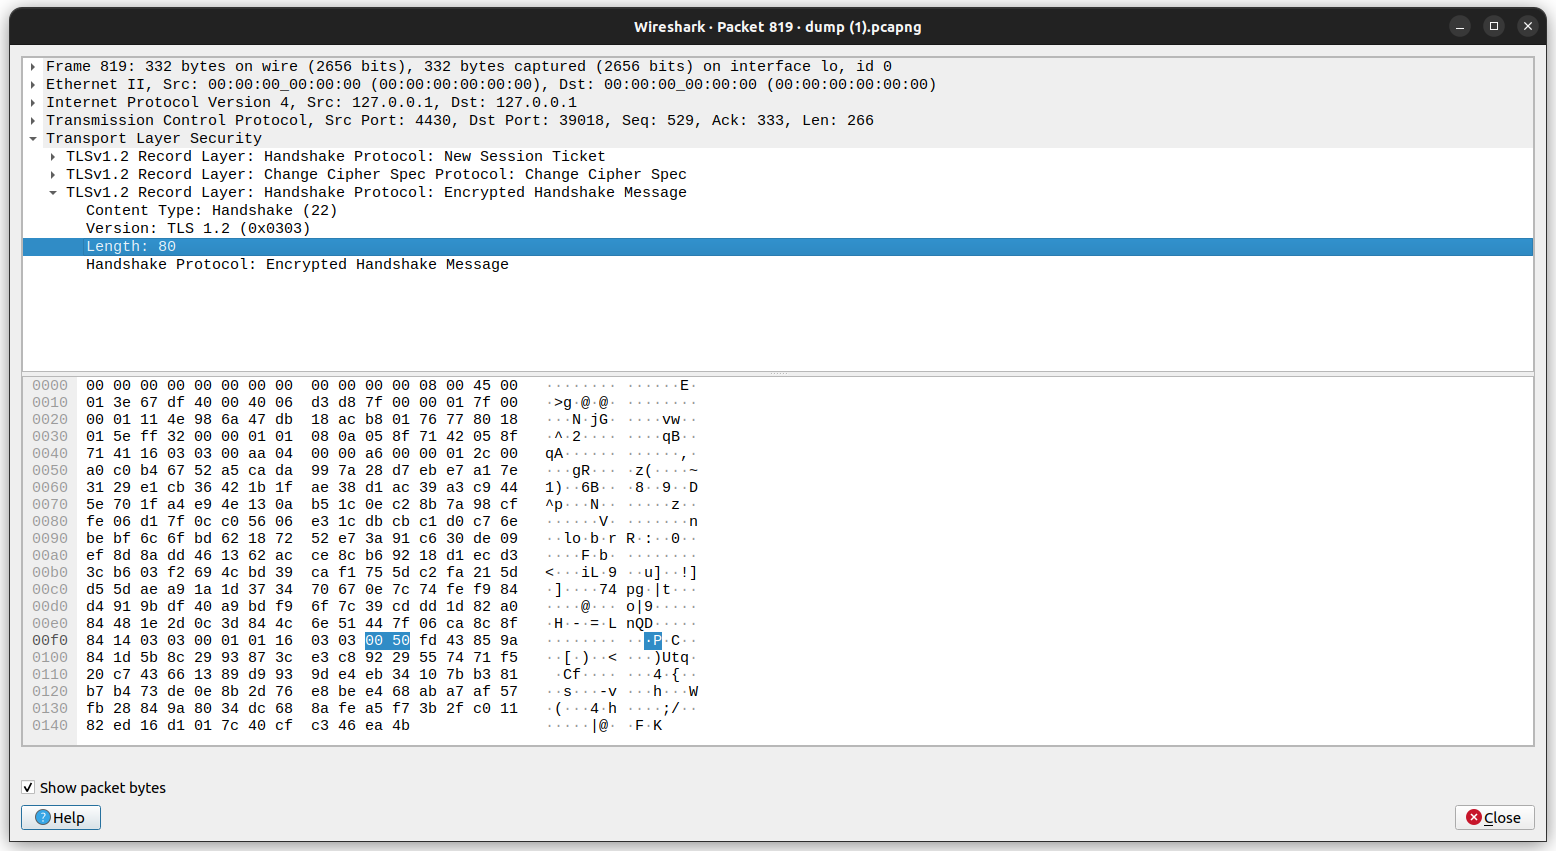 Wireshark · Packet 819 · dump (1).pcapng
Frame 819: 332 bytes on wire (2656 bits), 332 bytes captured (2656 bits) on interface lo, id 0
Ethernet II, Src: 00:00:00_00:00:00 (00:00:00:00:00:00), Dst: 00:00:00_00:00:00 (00:00:00:00:00:00)
Internet Protocol Version 4, Src: 127.0.0.1, Dst: 127.0.0.1
Transmission Control Protocol, Src Port: 4430, Dst Port: 39018, Seq: 529, Ack: 333, Len: 266
Transport Layer Security
TLSv1.2 Record Layer: Handshake Protocol: New Session Ticket
TLSv1.2 Record Layer: Change Cipher Spec Protocol: Change Cipher Spec
TLSv1.2 Record Layer: Handshake Protocol: Encrypted Handshake Message
Content Type: Handshake (22)
Version: TLS 1.2 (0x0303)
Length: 80
Handshake Protocol: Encrypted Handshake Message
0000 00 00 00 00 00 00 00 00 00 00 00 00 08 00 45 00 ········ ······E·
0010 01 3e 67 df 40 00 40 06 d3 d8 7f 00 00 01 7f 00 ·>g·@·@· ········
0020 00 01 11 4e 98 6a 47 db 18 ac b8 01 76 77 80 18 ···N·jG· ····vw··
0030 01 5e ff 32 00 00 01 01 08 0a 05 8f 71 42 05 8f ·^·2···· ····qB··
0040 71 41 16 03 03 00 aa 04 00 00 a6 00 00 01 2c 00 qA······ ······,·
0050 a0 c0 b4 67 52 a5 ca da 99 7a 28 d7 eb e7 a1 7e ···gR··· ·z(····~
0060 31 29 e1 cb 36 42 1b 1f ae 38 d1 ac 39 a3 c9 44 1)··6B·· ·8··9··D
0070 5e 70 1f a4 e9 4e 13 0a b5 1c 0e c2 8b 7a 98 cf ^p···N·· ·····z··
0080 fe 06 d1 7f 0c c0 56 06 e3 1c db cb c1 d0 c7 6e ······V· ·······n
0090 be bf 6c 6f bd 62 18 72 52 e7 3a 91 c6 30 de 09 ··lo·b·r R·:··0··
00a0 ef 8d 8a dd 46 13 62 ac ce 8c b6 92 18 d1 ec d3 ····F·b· ········
00b0 3c b6 03 f2 69 4c bd 39 ca f1 75 5d c2 fa 21 5d <···iL·9 ··u]··!]
00c0 d5 5d ae a9 1a 1d 37 34 70 67 0e 7c 74 fe f9 84 ·]····74 pg·|t···
00d0 d4 91 9b df 40 a9 bd f9 6f 7c 39 cd dd 1d 82 a0 ····@··· o|9·····
00e0 84 48 1e 2d 0c 3d 84 4c 6e 51 44 7f 06 ca 8c 8f ·H·-·=·L nQD·····
00f0 84 14 03 03 00 01 01 16 03 03 00 50 fd 43 85 9a ········ ···P·C··
0100 84 1d 5b 8c 29 93 87 3c e3 c8 92 29 55 74 71 f5 ··[·)··< ···)Utq·
0110 20 c7 43 66 13 89 d9 93 9d e4 eb 34 10 7b b3 81 ·Cf···· ···4·{··
0120 b7 b4 73 de 0e 8b 2d 76 e8 be e4 68 ab a7 af 57 ··s···-v ···h···W
0130 fb 28 84 9a 80 34 dc 68 8a fe a5 f7 3b 2f c0 11 ·(···4·h ····;/··
0140 82 ed 16 d1 01 7c 40 cf c3 46 ea 4b ·····|@· ·F·K
Show packet bytes
Help
Close